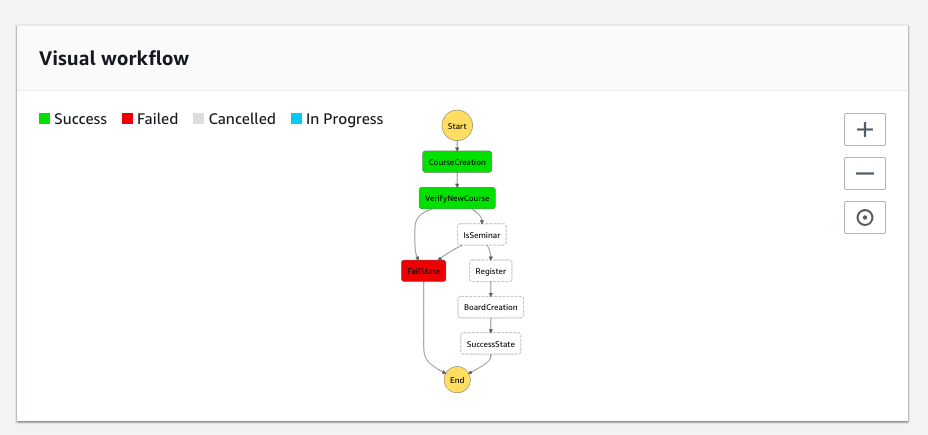 Visual workflow
Success Failed Cancelled In Progress
Start
CourseCreation
VerifyNewCourse
IsSeminar
FailState
Register
BoardCreation
SuccessState
End